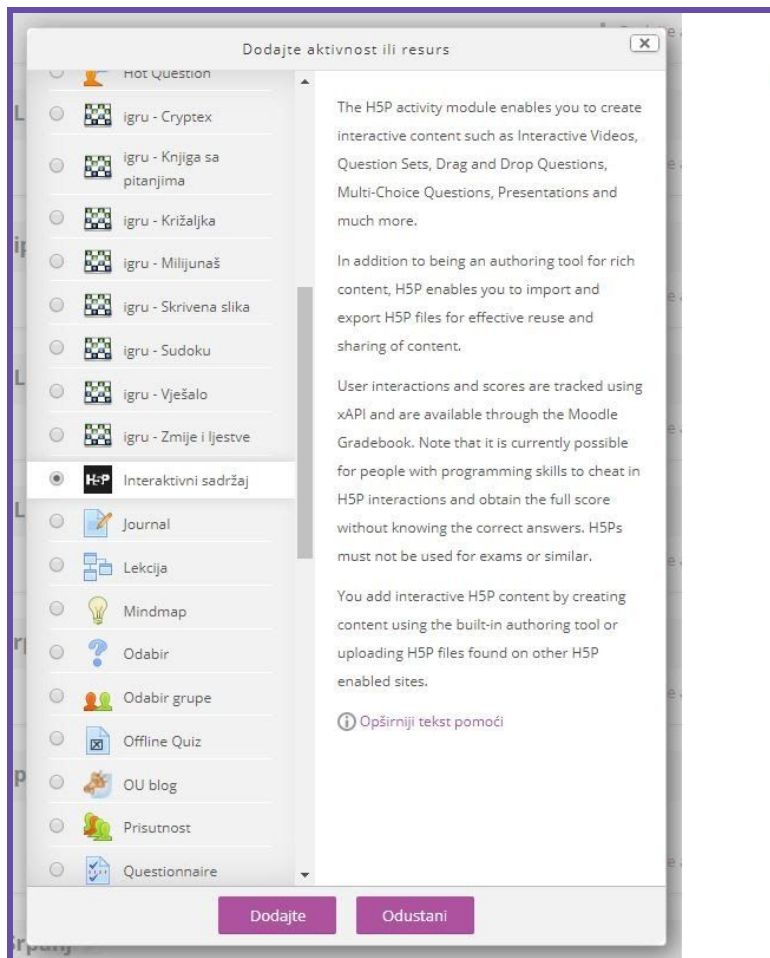 Dodajte aktivnost ili resurs
Hot Question
igru - Cryptex
igru - Knjiga sa
pitanjima
igru - Križaljka
igru - Milijunaš
igru - Skrivena slika
igru - Sudoku
igru - Vješalo
igru - Zmije i ljestve
H5P Interaktivni sadržaj
Journal
Lekcija
Mindmap
Odabir
Odabir grupe
Offline Quiz
OU blog
Prisutnost
Questionnaire
The H5P activity module enables you to create
interactive content such as Interactive Videos,
Question Sets, Drag and Drop Questions,
Multi-Choice Questions, Presentations and
much more.
In addition to being an authoring tool for rich
content, H5P enables you to import and
export H5P files for effective reuse and
sharing of content.
User interactions and scores are tracked using
xAPI and are available through the Moodle
Gradebook. Note that it is currently possible
for people with programming skills to cheat in
H5P interactions and obtain the full score
without knowing the correct answers. H5Ps
must not be used for exams or similar.
You add interactive H5P content by creating
content using the built-in authoring tool or
uploading H5P files found on other H5P
enabled sites.
Opširniji tekst pomoći
Dodajte
Odustani